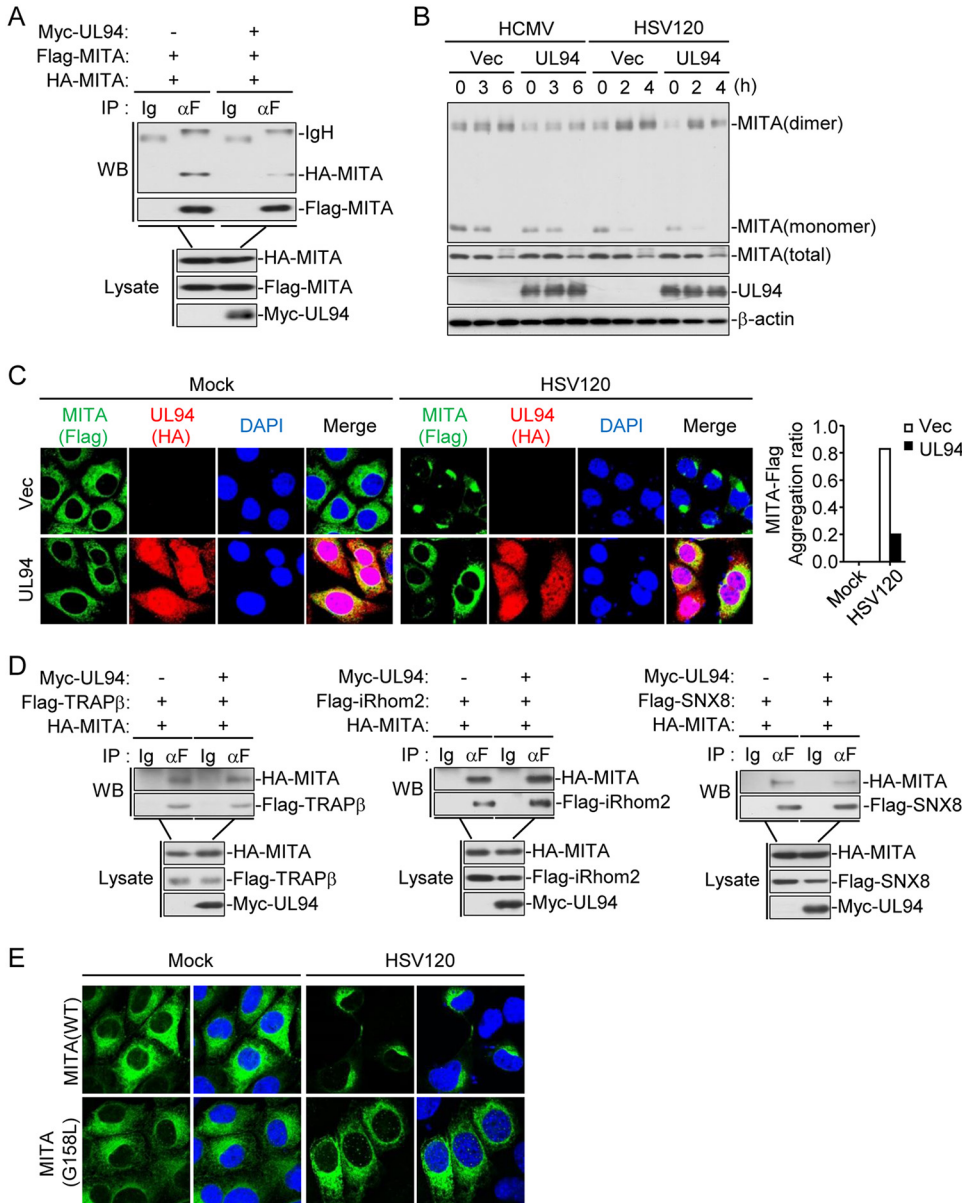 A
Myc-UL94: - +
Flag-MITA: + +
HA-MITA: + +
IP : Ig αF Ig αF
WB
-IgH
-HA-MITA
-Flag-MITA
Lysate
-HA-MITA
-Flag-MITA
-Myc-UL94
B
HCMV HSV120
Vec UL94 Vec UL94
0 3 6 0 3 6 0 2 4 0 2 4 (h)
-MITA(dimer)
-MITA(monomer)
-MITA(total)
-UL94
-β-actin
C
Mock HSV120
MITA (Flag) UL94 (HA) DAPI Merge MITA (Flag) UL94 (HA) DAPI Merge
Vec
UL94
MITA-Flag
Aggregation ratio
1.0
0.8
0.6
0.4
0.2
0.0
Mock
HSV120
Vec
UL94
D
Myc-UL94: - +
Flag-TRAPβ: + +
HA-MITA: + +
IP : Ig αF Ig αF
WB
-HA-MITA
-Flag-TRAPβ
Lysate
-HA-MITA
-Flag-TRAPβ
-Myc-UL94
Myc-UL94: - +
Flag-iRhom2: + +
HA-MITA: + +
IP : Ig αF Ig αF
WB
-HA-MITA
-Flag-iRhom2
Lysate
-HA-MITA
-Flag-iRhom2
-Myc-UL94
Myc-UL94: - +
Flag-SNX8: + +
HA-MITA: + +
IP : Ig αF Ig αF
WB
-HA-MITA
-Flag-SNX8
Lysate
-HA-MITA
-Flag-SNX8
-Myc-UL94
E
Mock HSV120
MITA(WT)
MITA
(G158L)